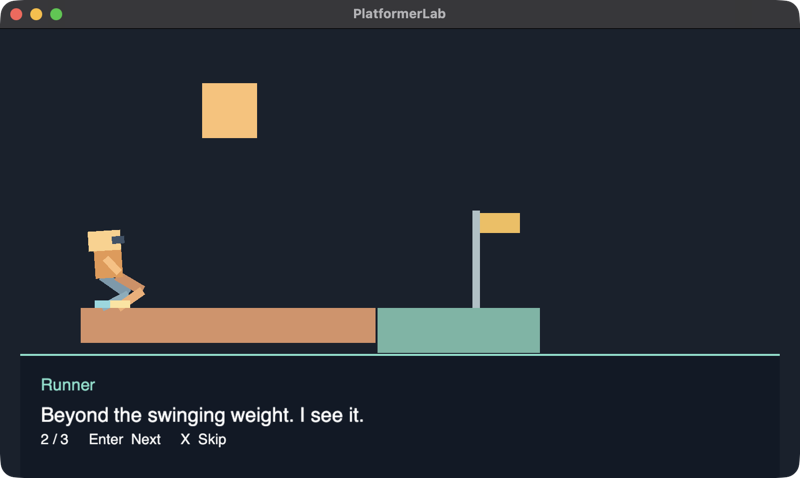 PlatformerLab
Runner
Beyond the swinging weight. I see it.
2 / 3 Enter Next X Skip